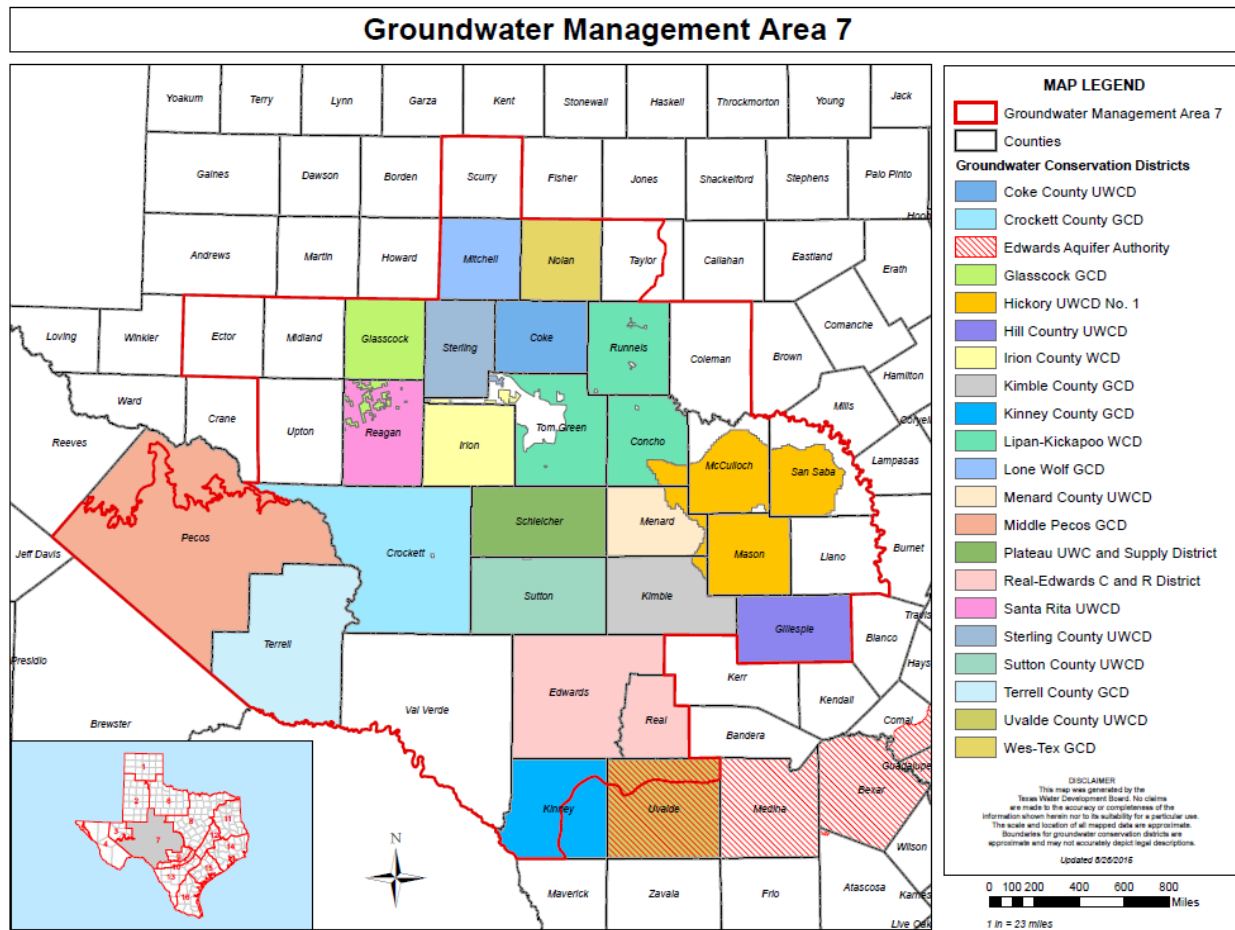 Groundwater Management Area 7
Yoakum
Terry
Lynn
Garza
Kent
Stonewall
Haskell
Throckmorton
Young
Jack
Gaines
Dawson
Borden
Scurry
Fisher
Jones
Shackelford
Stephens
Palo Pinto
Andrews
Martin
Howard
Mitchell
Nolan
Taylor
Callahan
Eastland
Erath
Loving
Winkler
Ector
Midland
Glasscock
Sterling
Coke
Runnels
Coleman
Brown
Comanche
Hamilton
Ward
Crane
Upton
Reagan
Irion
Tom Green
Concho
McCulloch
San Saba
Mills
Lampasas
Reeves
Pecos
Crockett
Schleicher
Menard
Mason
Llano
Burnet
Jeff Davis
Terrell
Sutton
Kimble
Gillespie
Blanco
Presidio
Brewster
Val Verde
Edwards
Real
Kerr
Kendall
Bandera
Comal
Kinney
Uvalde
Medina
Bexar
Guadalupe
Wilson
Maverick
Zavala
Frio
Atascosa
N
MAP LEGEND
Groundwater Management Area 7
Counties
Groundwater Conservation Districts
Coke County UWCD
Crockett County GCD
Edwards Aquifer Authority
Glasscock GCD
Hickory UWCD No. 1
Hill Country UWCD
Irion County WCD
Kimble County GCD
Kinney County GCD
Lipan-Kickapoo WCD
Lone Wolf GCD
Menard County UWCD
Middle Pecos GCD
Plateau UWC and Supply District
Real-Edwards C and R District
Santa Rita UWCD
Sterling County UWCD
Sutton County UWCD
Terrell County GCD
Uvalde County UWCD
Wes-Tex GCD
DISCLAIMER
This map was generated by the
Texas Water Development Board. No claims
are made to the accuracy or completeness of the
information shown herein nor to its suitability for a particular use.
The scale and location of all mapped data are approximate.
Boundaries for groundwater conservation districts are
approximate and may not accurately depict legal descriptions.
0 100 200 400 600 800
Miles
1 in = 23 miles